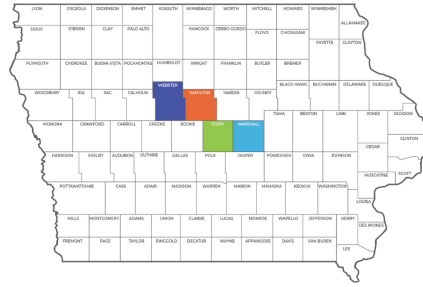 LYON OSCEOLA DICKINSON EMMET KOSSUTH WINNEBAGO WORTH MITCHELL HOWARD WINNESHIEK ALLAMAKEE
SIOUX O'BRIEN CLAY PALO ALTO HANCOCK CERRO GORDO FLOYD CHICKASAW
FAYETTE CLAYTON
PLYMOUTH CHEROKEE BUENA VISTA POCAHONTAS HUMBOLDT WRIGHT FRANKLIN BUTLER BREMER
WEBSTER BLACK HAWK BUCHANAN DELAWARE DUBUQUE
WOODBURY IDA SAC CALHOUN HAMILTON HARDIN GRUNDY
TAMA BENTON LINN JONES JACKSON
MONONA CRAWFORD CARROLL GREENE BOONE STORY MARSHALL
CLINTON
CEDAR
HARRISON SHELBY AUDUBON GUTHRIE DALLAS POLK JASPER POWESHIEK IOWA JOHNSON
SCOTT
MUSCATINE
POTTAWATTAMIE CASS ADAIR MADISON WARREN MARION MAHASKA KEOKUK WASHINGTON
LOUISA
MILLS MONTGOMERY ADAMS UNION CLARKE LUCAS MONROE WAPELLO JEFFERSON HENRY
DES MOINES
FREMONT PAGE TAYLOR RINGGOLD DECATUR WAYNE APPANOOSE DAVIS VAN BUREN
LEE